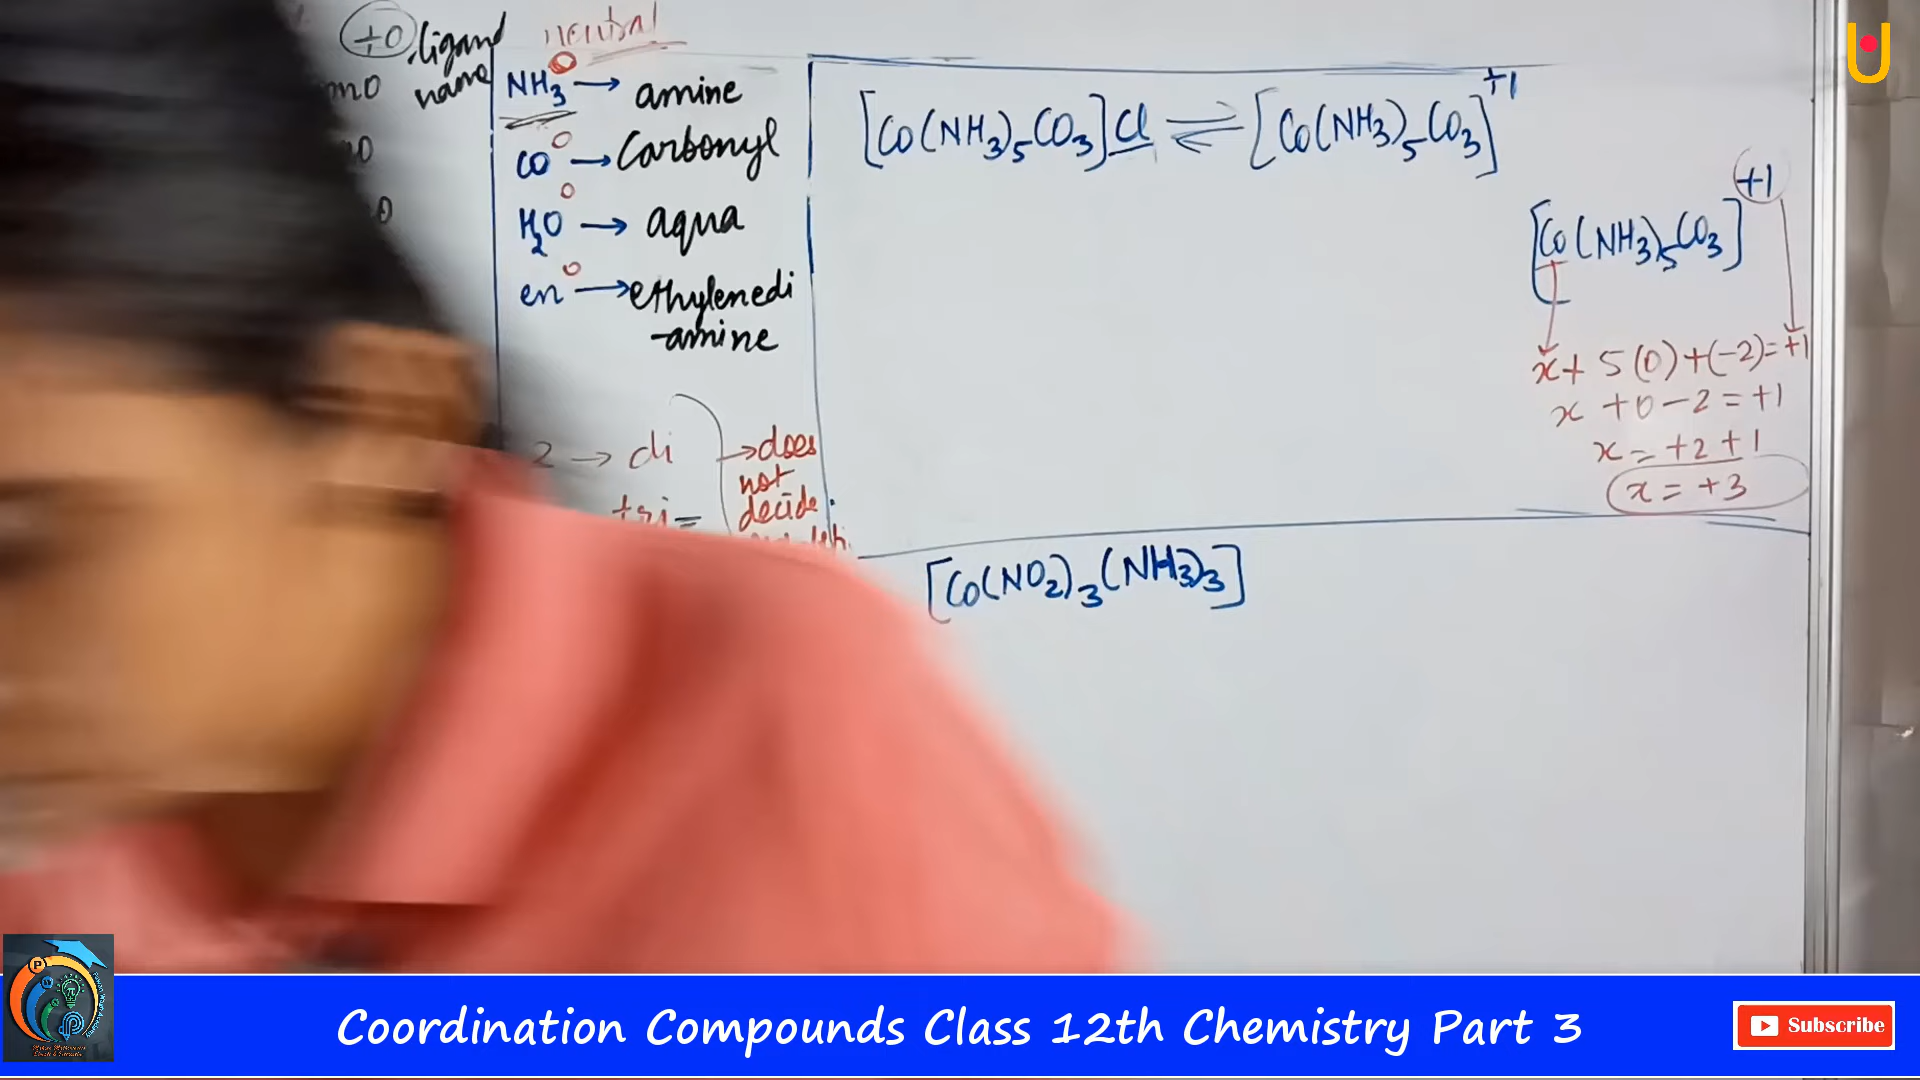 +0 ligand
name
neutral
NH3 → amine
CO → Carbonyl
H2O → aqua
en → ethylenedi
-amine
2 → di
tri =
→ does
not
decide
[Co(NH3)5CO3]Cl ⇌ [Co(NH3)5CO3]+1
[Co(NH3)5CO3]+1
x + 5(0) + (-2) = +1
x + 0 - 2 = +1
x = +2 + 1
x = +3
[Co(NO2)3(NH3)3]
Coordination Compounds Class 12th Chemistry Part 3
Subscribe